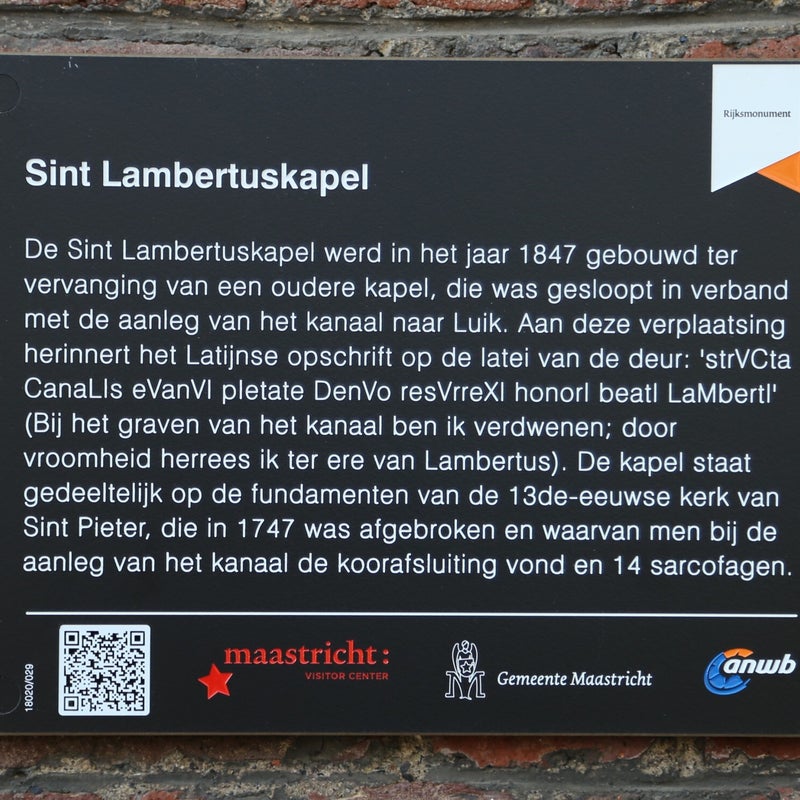 Rijksmonument
Sint Lambertuskapel
De Sint Lambertuskapel werd in het jaar 1847 gebouwd ter
vervanging van een oudere kapel, die was gesloopt in verband
met de aanleg van het kanaal naar Luik. Aan deze verplaatsing
herinnert het Latijnse opschrift op de latei van de deur: 'strVCta
CanaLIs eVanVI pIetate DenVo resVrreXI honorI beatI LaMbertI'
(Bij het graven van het kanaal ben ik verdwenen; door
vroomheid herrees ik ter ere van Lambertus). De kapel staat
gedeeltelijk op de fundamenten van de 13de-eeuwse kerk van
Sint Pieter, die in 1747 was afgebroken en waarvan men bij de
aanleg van het kanaal de koorafsluiting vond en 14 sarcofagen.
18020/029
maastricht:
VISITOR CENTER
Gemeente Maastricht
anwb